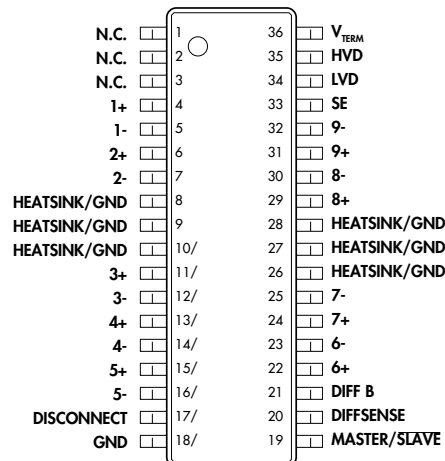 N.C. 1 36 VTERM
N.C. 2 35 HVD
N.C. 3 34 LVD
1+ 4 33 SE
1- 5 32 9-
2+ 6 31 9+
2- 7 30 8-
HEATSINK/GND 8 29 8+
HEATSINK/GND 9 28 HEATSINK/GND
HEATSINK/GND 10/ 27 HEATSINK/GND
3+ 11/ 26 HEATSINK/GND
3- 12/ 25 7-
4+ 13/ 24 7+
4- 14/ 23 6-
5+ 15/ 22 6+
5- 16/ 21 DIFF B
DISCONNECT 17/ 20 DIFFSENSE
GND 18/ 19 MASTER/SLAVE